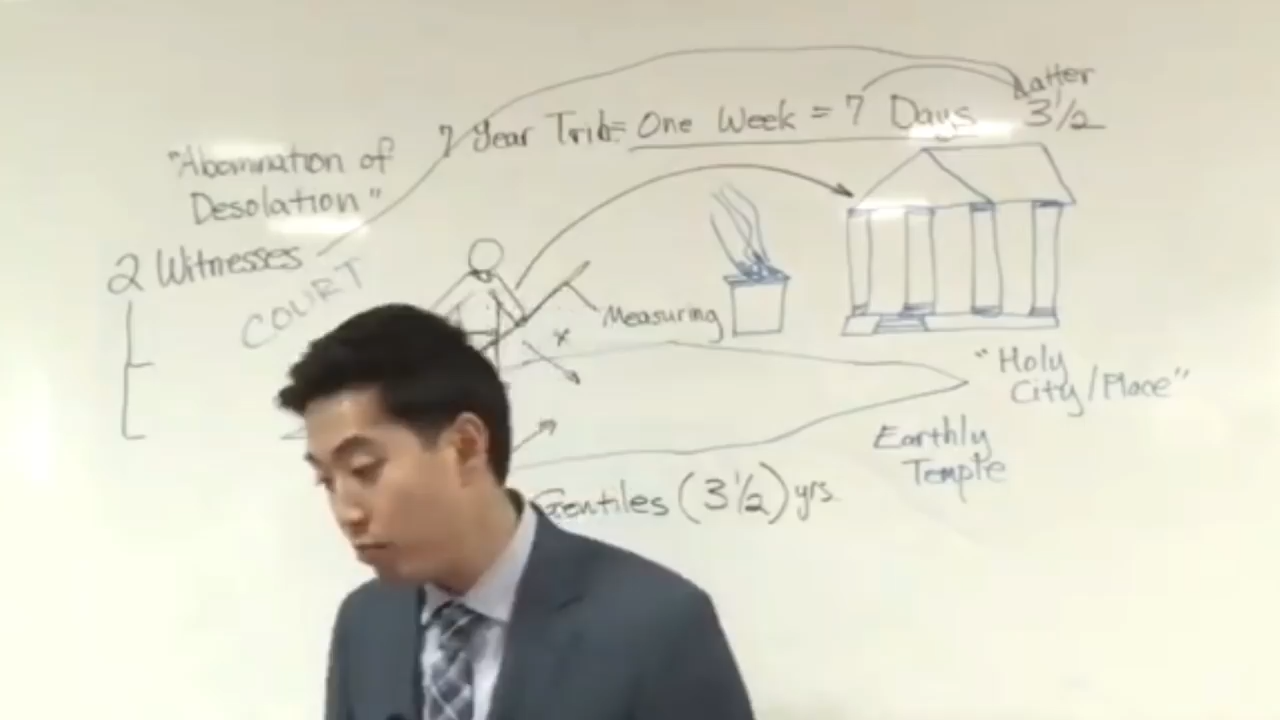 Latter
7 Year Trib= One Week = 7 Days 3½
"Abomination of
Desolation"
2 Witnesses
COURT
Measuring
"Holy
City/Place"
Earthly
Temple
Gentiles (3½) yrs.